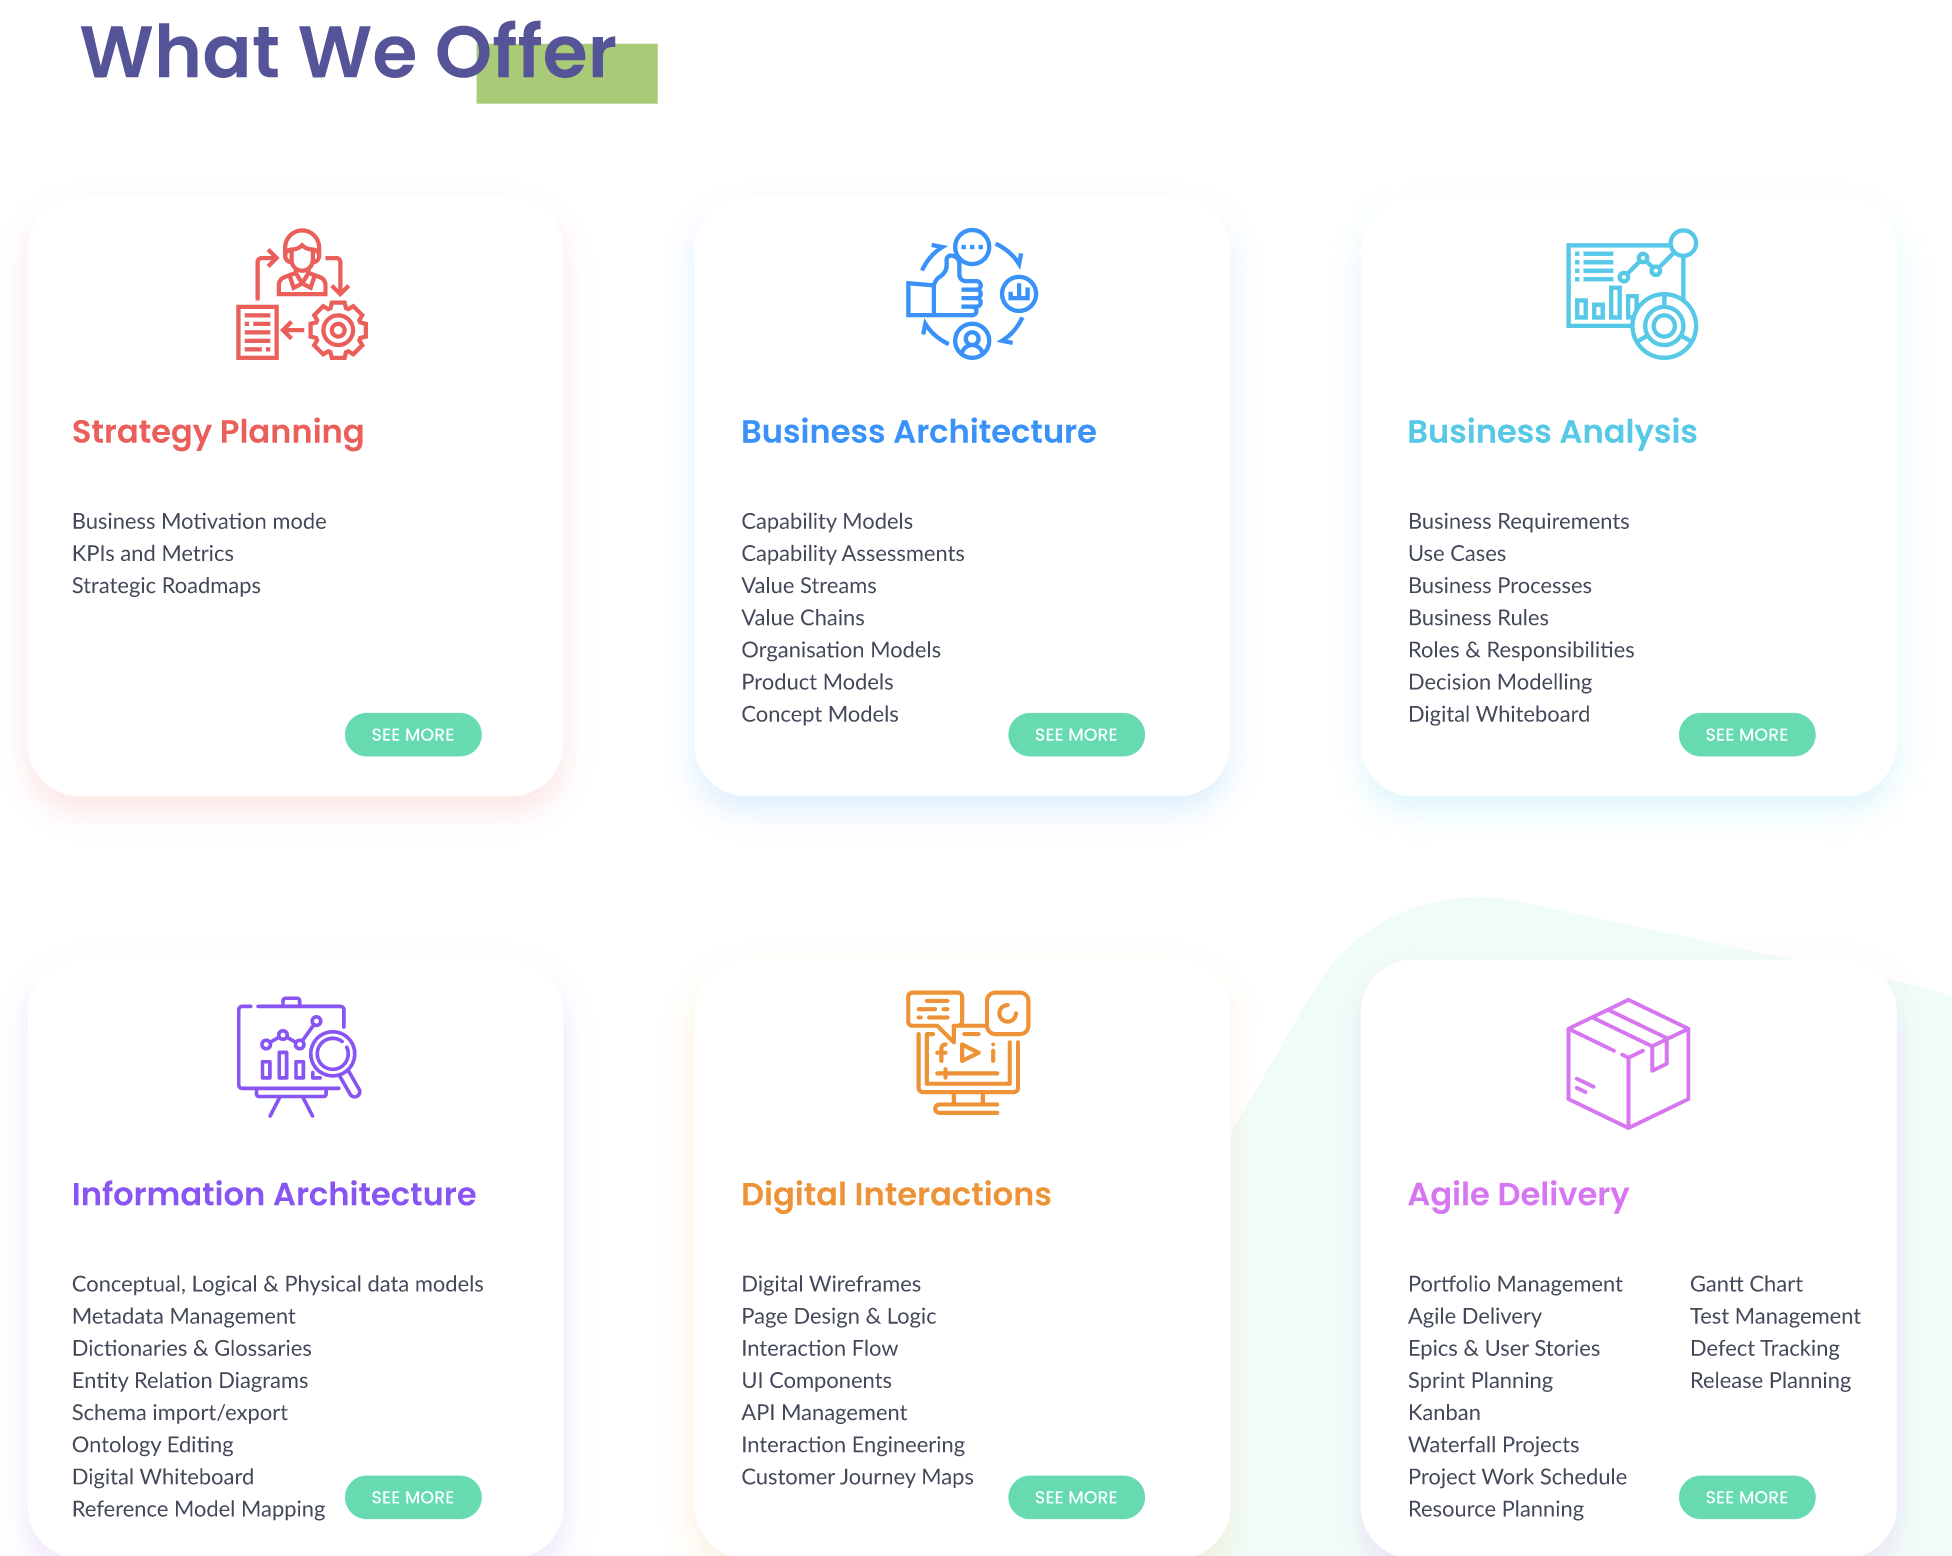 What We Offer
Strategy Planning
Business Motivation mode
KPIs and Metrics
Strategic Roadmaps
SEE MORE
Business Architecture
Capability Models
Capability Assessments
Value Streams
Value Chains
Organisation Models
Product Models
Concept Models
SEE MORE
Business Analysis
Business Requirements
Use Cases
Business Processes
Business Rules
Roles & Responsibilities
Decision Modelling
Digital Whiteboard
SEE MORE
Information Architecture
Conceptual, Logical & Physical data models
Metadata Management
Dictionaries & Glossaries
Entity Relation Diagrams
Schema import/export
Ontology Editing
Digital Whiteboard
Reference Model Mapping
SEE MORE
Digital Interactions
Digital Wireframes
Page Design & Logic
Interaction Flow
UI Components
API Management
Interaction Engineering
Customer Journey Maps
SEE MORE
Agile Delivery
Portfolio Management
Agile Delivery
Epics & User Stories
Sprint Planning
Kanban
Waterfall Projects
Project Work Schedule
Resource Planning
Gantt Chart
Test Management
Defect Tracking
Release Planning
SEE MORE